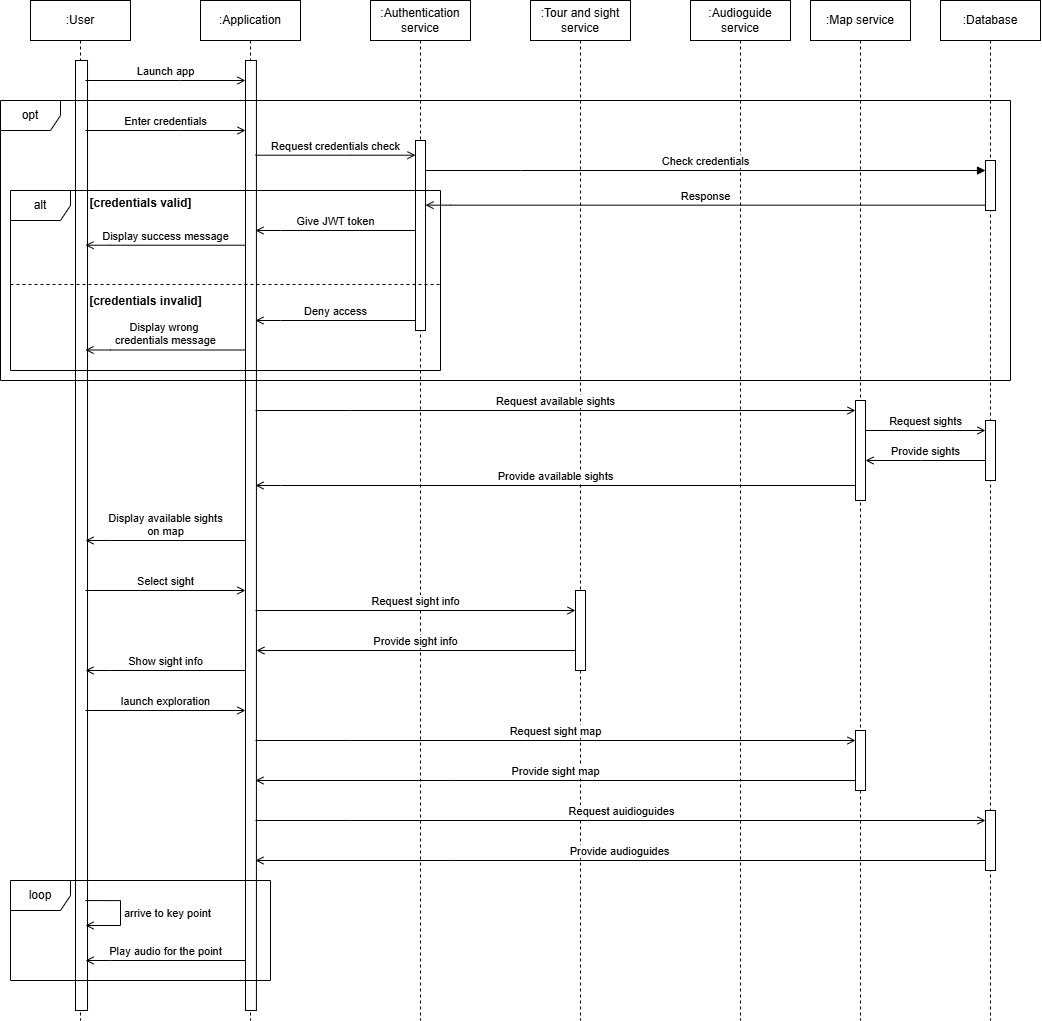 :User
:Application
:Authentication
service
:Tour and sight
service
:Audioguide
service
:Map service
:Database
Launch app
opt
Enter credentials
Request credentials check
Check credentials
alt
[credentials valid]
Response
Give JWT token
Display success message
[credentials invalid]
Deny access
Display wrong
credentials message
Request available sights
Request sights
Provide sights
Provide available sights
Display available sights
on map
Select sight
Request sight info
Provide sight info
Show sight info
launch exploration
Request sight map
Provide sight map
Request auidioguides
Provide audioguides
loop
arrive to key point
Play audio for the point